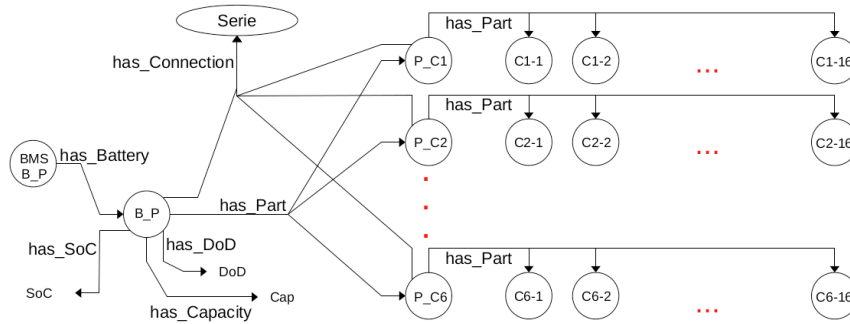 Serie
has_Connection
has_Part
P_C1
C1-1
C1-2
...
C1-16
has_Part
P_C2
C2-1
C2-2
...
C2-16
BMS
B_P
has_Battery
B_P
has_Part
has_SoC
has_DoD
DoD
SoC
has_Capacity
Cap
has_Part
P_C6
C6-1
C6-2
...
C6-16